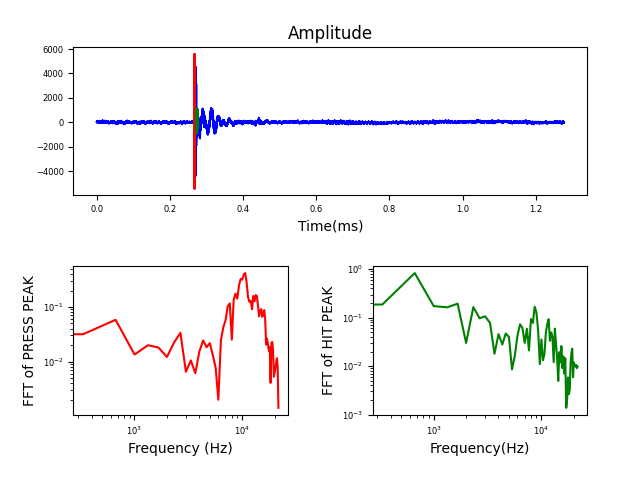 Amplitude
6000
4000
2000
0
−2000
−4000
0.0 0.2 0.4 0.6 0.8 1.0 1.2
Time(ms)
FFT of PRESS PEAK
10⁻¹
10⁻²
10³ 10⁴
Frequency (Hz)
FFT of HIT PEAK
10⁰
10⁻¹
10⁻²
10⁻³
10³ 10⁴
Frequency(Hz)